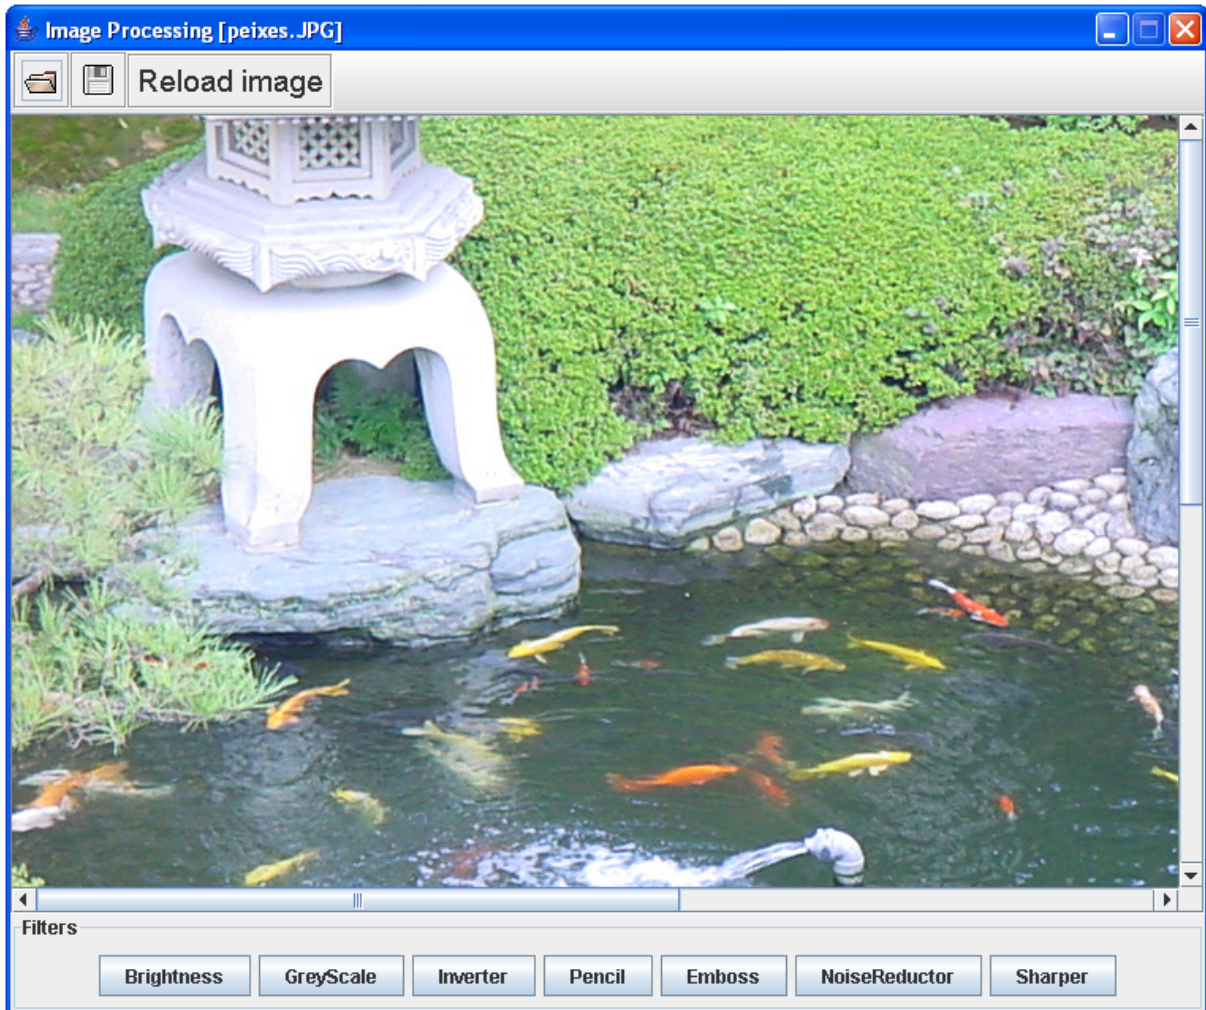 Image Processing [peixes.JPG]
Reload image
Filters
Brightness GreyScale Inverter Pencil Emboss NoiseReductor Sharper